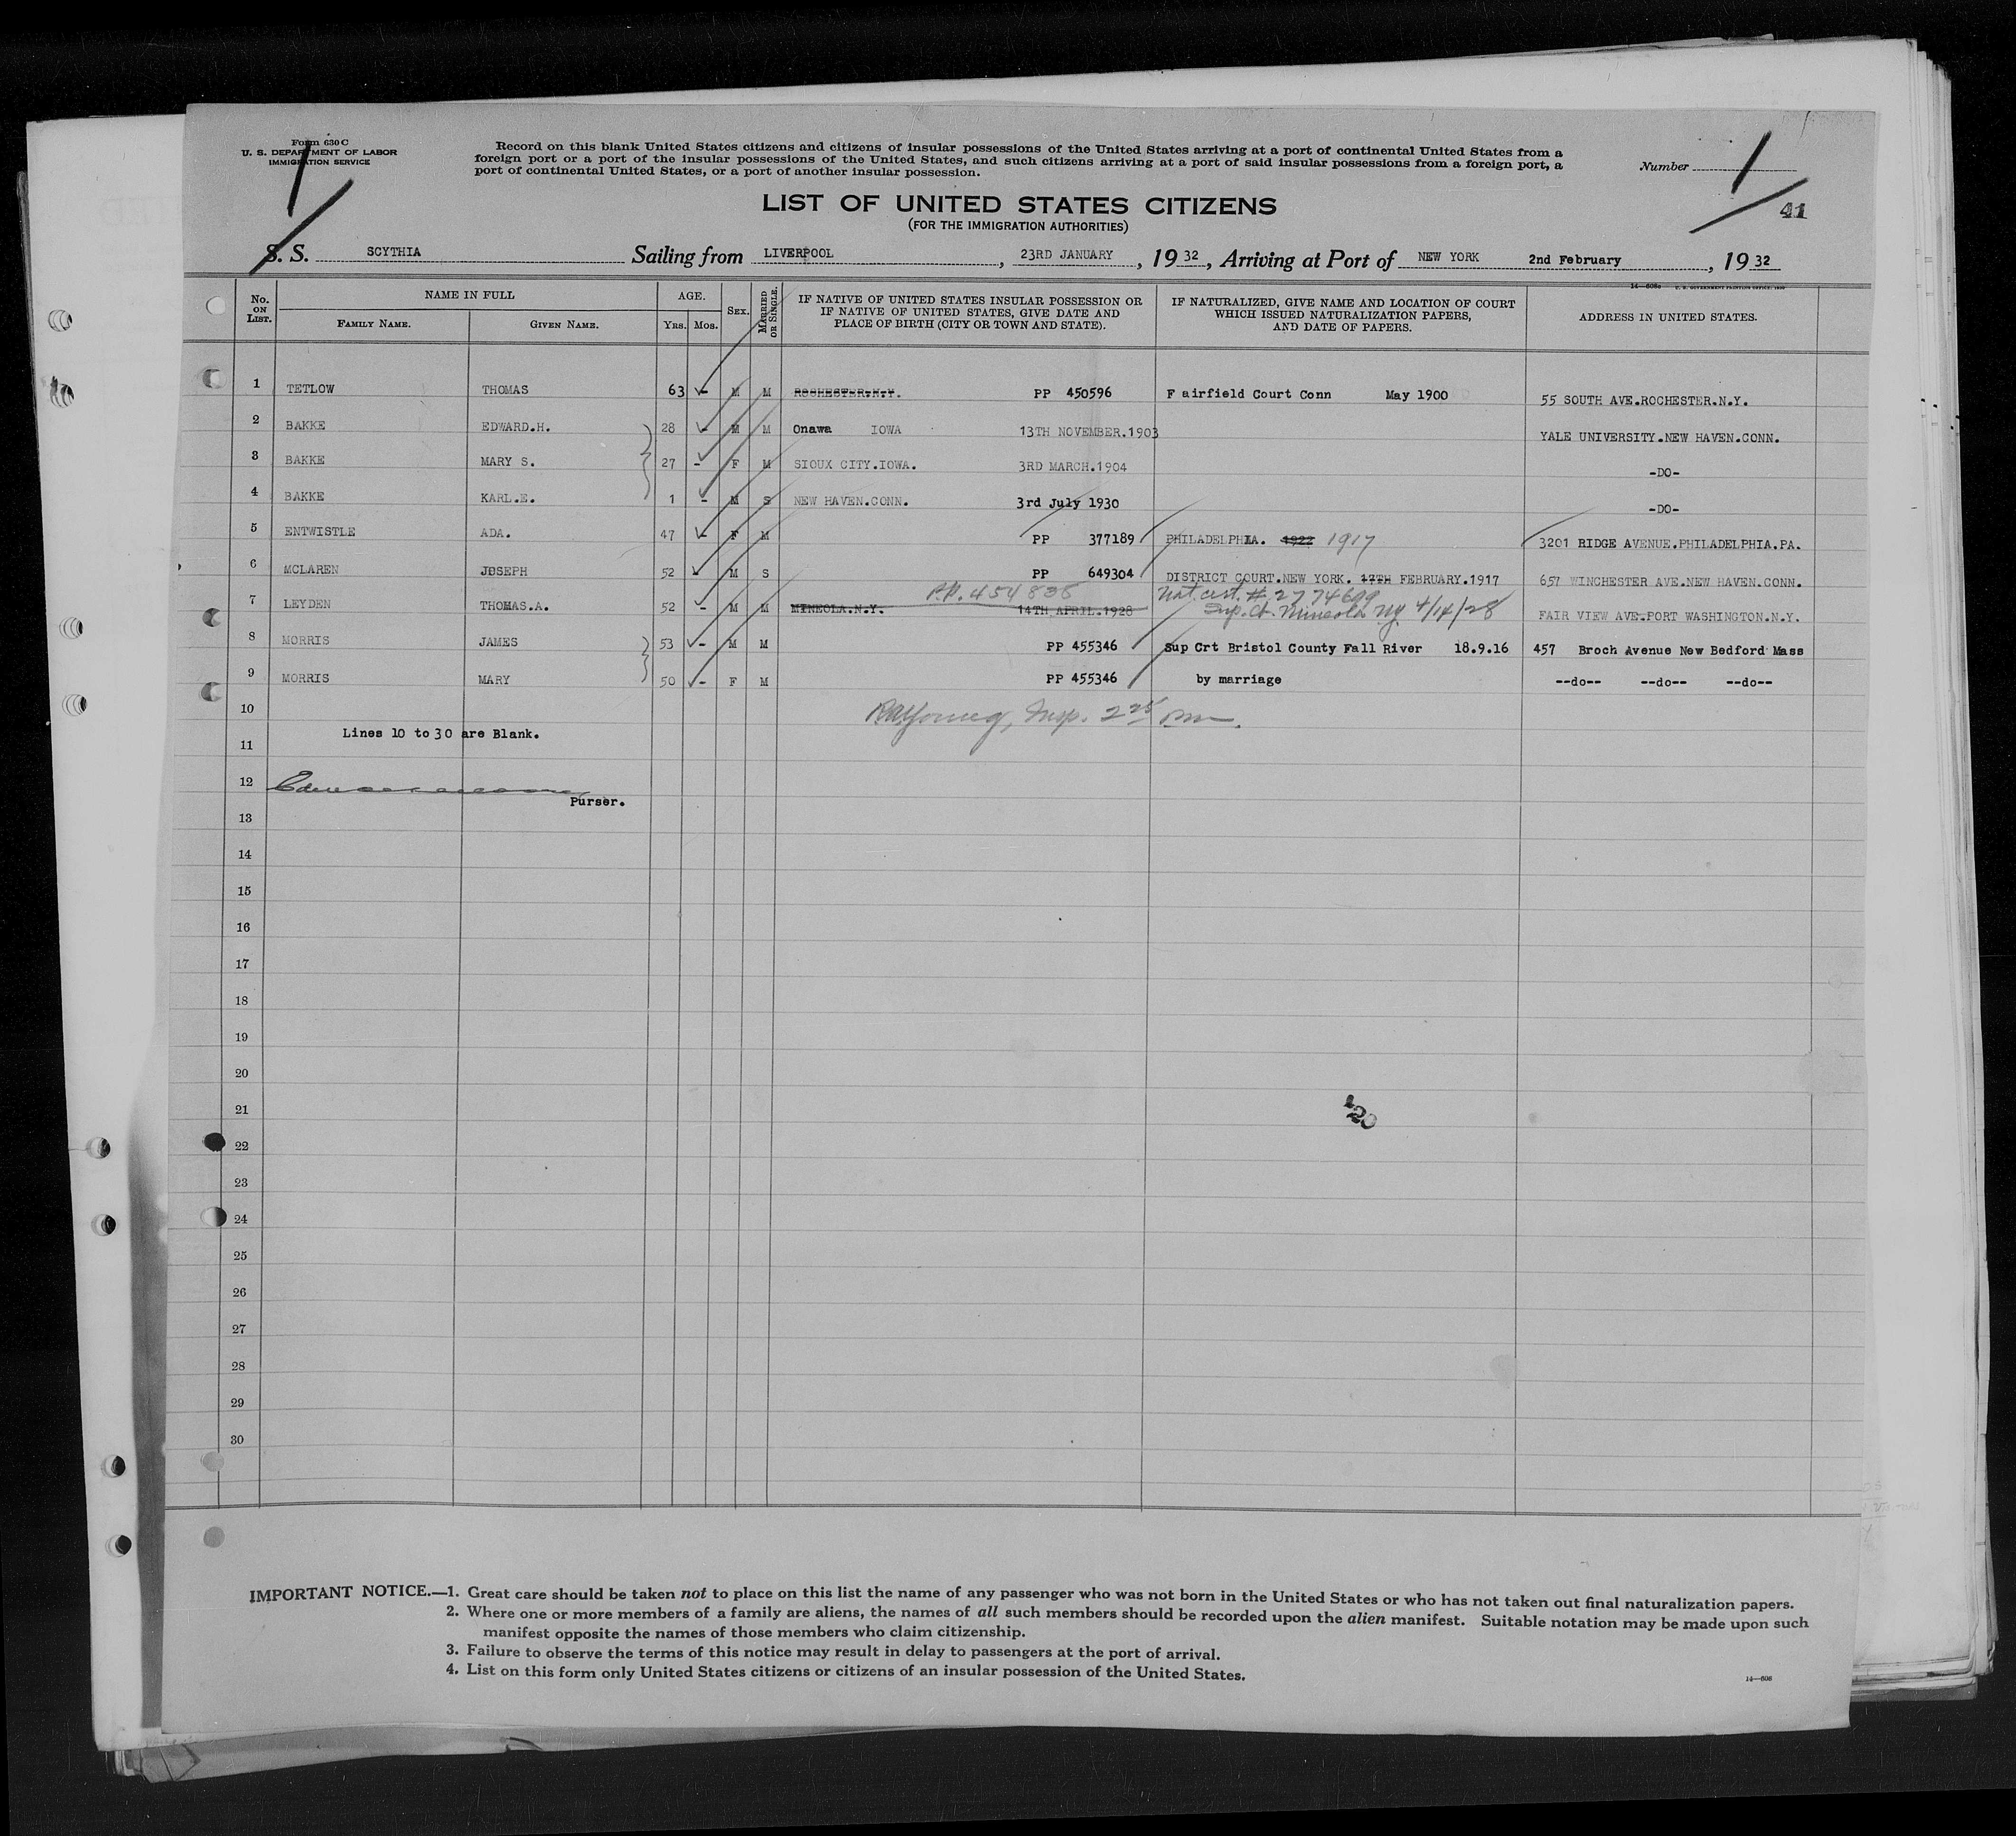 Form 630 C
U. S. DEPARTMENT OF LABOR
IMMIGRATION SERVICE
Record on this blank United States citizens and citizens of insular possessions of the United States arriving at a port of continental United States from a
foreign port or a port of the insular possessions of the United States, and such citizens arriving at a port of said insular possessions from a foreign port, a
port of continental United States, or a port of another insular possession.
Number 1
41
LIST OF UNITED STATES CITIZENS
(FOR THE IMMIGRATION AUTHORITIES)
S. S. SCYTHIA Sailing from LIVERPOOL, 23RD JANUARY, 1932, Arriving at Port of NEW YORK 2nd February, 1932
No. ON LIST. NAME IN FULL FAMILY NAME. GIVEN NAME. AGE. YRS. MOS. SEX. MARRIED OR SINGLE. IF NATIVE OF UNITED STATES INSULAR POSSESSION OR IF NATIVE OF UNITED STATES, GIVE DATE AND PLACE OF BIRTH (CITY OR TOWN AND STATE). IF NATURALIZED, GIVE NAME AND LOCATION OF COURT WHICH ISSUED NATURALIZATION PAPERS, AND DATE OF PAPERS. ADDRESS IN UNITED STATES.
1 TETLOW THOMAS 63 - M M ROCHESTER.N.Y. PP 450596 Fairfield Court Conn May 1900 55 SOUTH AVE.ROCHESTER.N.Y.
2 BAKKE EDWARD.H. 28 - M M Onawa IOWA 13TH NOVEMBER.1903 YALE UNIVERSITY.NEW HAVEN.CONN.
3 BAKKE MARY S. 27 - F M SIOUX CITY.IOWA. 3RD MARCH.1904 -DO-
4 BAKKE KARL.E. 1 - M S NEW HAVEN.CONN. 3rd July 1930 -DO-
5 ENTWISTLE ADA. 47 - F M PP 377189 PHILADELPHIA. 1922 1917 3201 RIDGE AVENUE.PHILADELPHIA.PA.
6 MCLAREN JOSEPH 52 - M S PP 649304 DISTRICT COURT.NEW YORK. 17TH FEBRUARY.1917 657 WINCHESTER AVE.NEW HAVEN.CONN.
P.P. 454838 Nat. cert. # 2774699
7 LEYDEN THOMAS.A. 52 - M M MINEOLA.N.Y. 14TH APRIL.1928 Sup. Ct. Mineola NY 4/14/28 FAIR VIEW AVE.PORT WASHINGTON.N.Y.
8 MORRIS JAMES 53 - M M PP 455346 Sup Crt Bristol County Fall River 18.9.16 457 Broch Avenue New Bedford Mass
9 MORRIS MARY 50 - F M PP 455346 by marriage --do-- --do-- --do--
10 Insp. 2 25 pm
Lines 10 to 30 are Blank.
11
12
Purser.
13
14
15
16
17
18
19
20
21
120
22
23
24
25
26
27
28
29
30
IMPORTANT NOTICE.—1. Great care should be taken not to place on this list the name of any passenger who was not born in the United States or who has not taken out final naturalization papers.
2. Where one or more members of a family are aliens, the names of all such members should be recorded upon the alien manifest. Suitable notation may be made upon such
manifest opposite the names of those members who claim citizenship.
3. Failure to observe the terms of this notice may result in delay to passengers at the port of arrival.
4. List on this form only United States citizens or citizens of an insular possession of the United States.
14—608